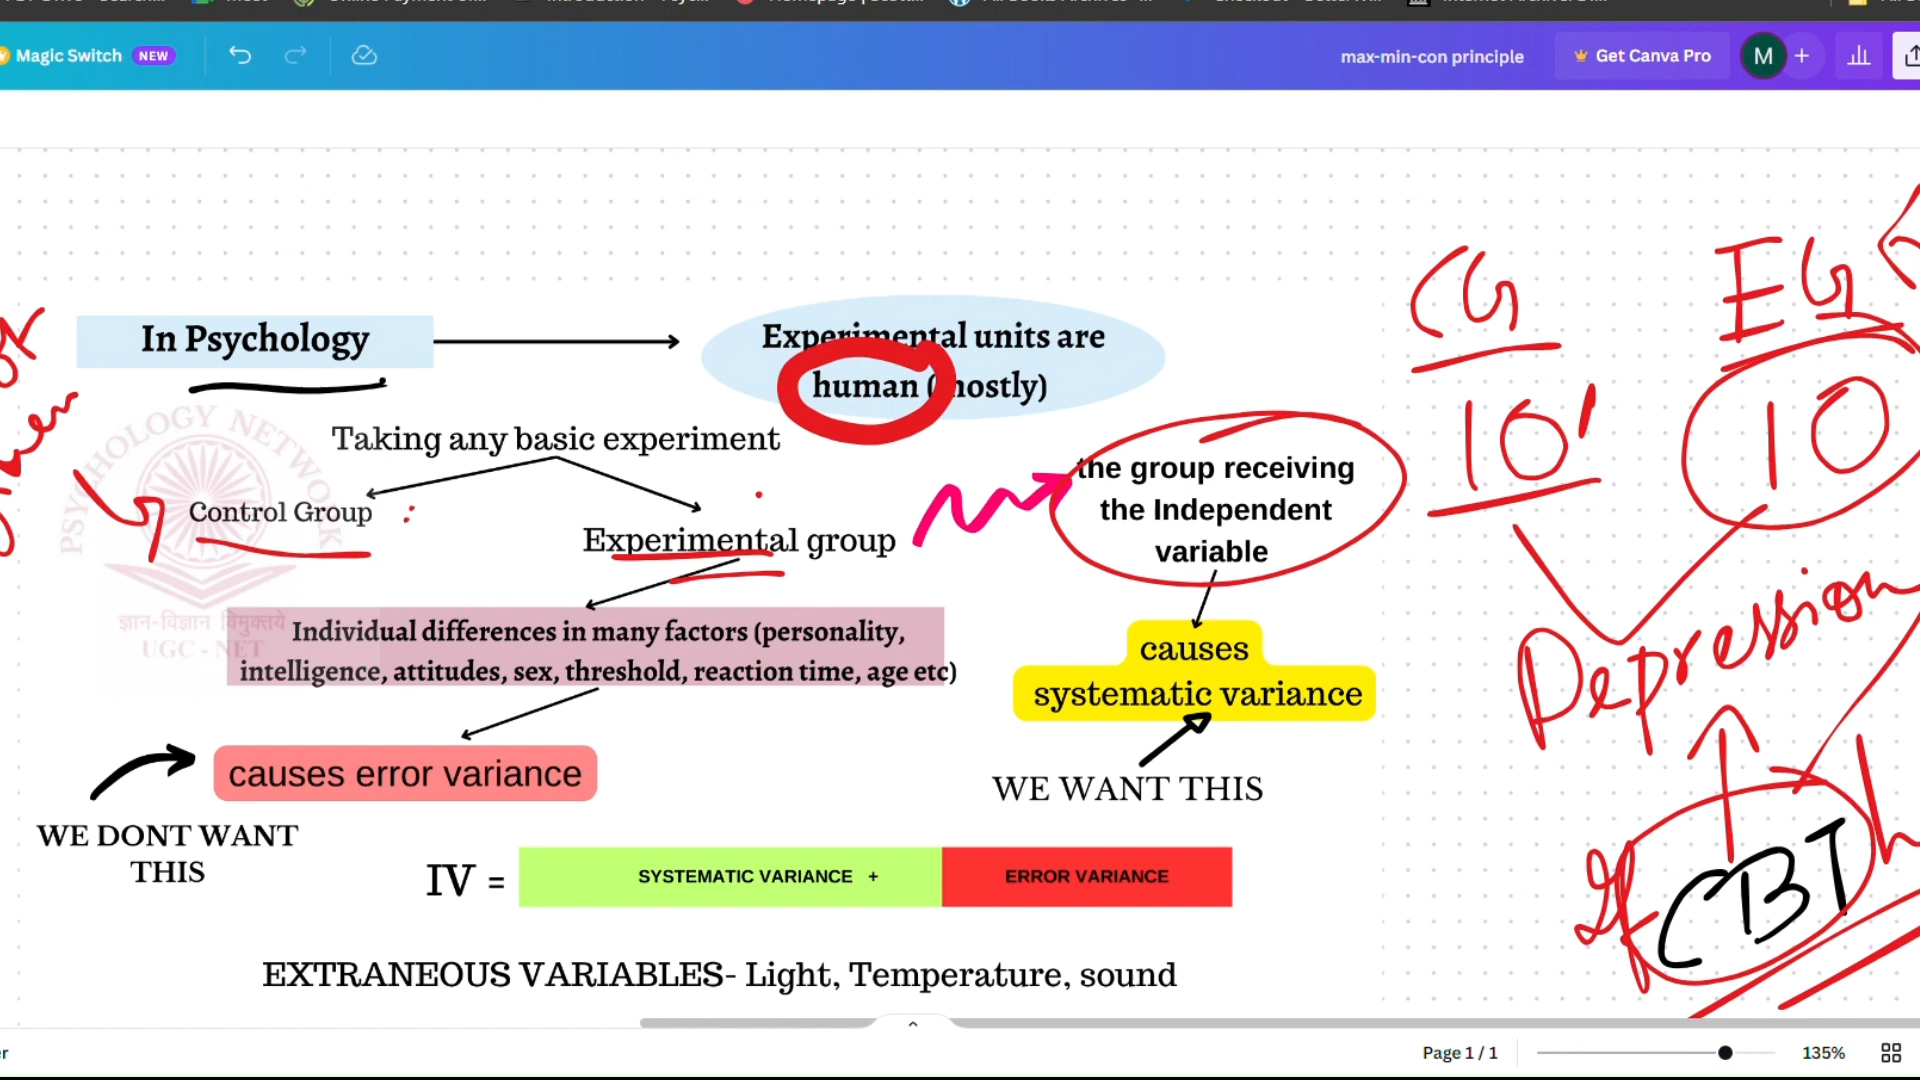 Magic Switch NEW
max-min-con principle
Get Canva Pro
M
CG
EG
In Psychology
Experimental units are
human (mostly)
10
10
Taking any basic experiment
PSYCHOLOGY NETWORK
ज्ञान-विज्ञान विमुक्तये
UGC - NET
Control Group
Experimental group
the group receiving
the Independent
variable
Depression
Individual differences in many factors (personality,
intelligence, attitudes, sex, threshold, reaction time, age etc)
causes
systematic variance
causes error variance
WE WANT THIS
WE DONT WANT
THIS
If
CBT
IV =
SYSTEMATIC VARIANCE +
ERROR VARIANCE
EXTRANEOUS VARIABLES- Light, Temperature, sound
Page 1 / 1
135%